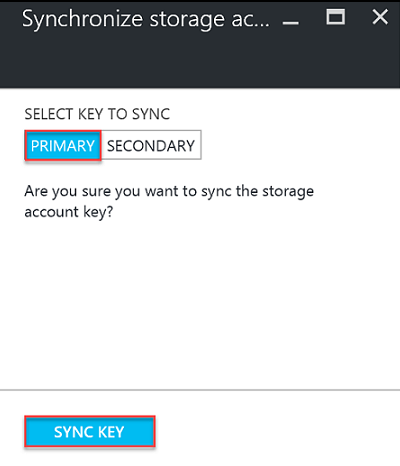 Synchronize storage ac...
SELECT KEY TO SYNC
PRIMARY SECONDARY
Are you sure you want to sync the storage
account key?
SYNC KEY